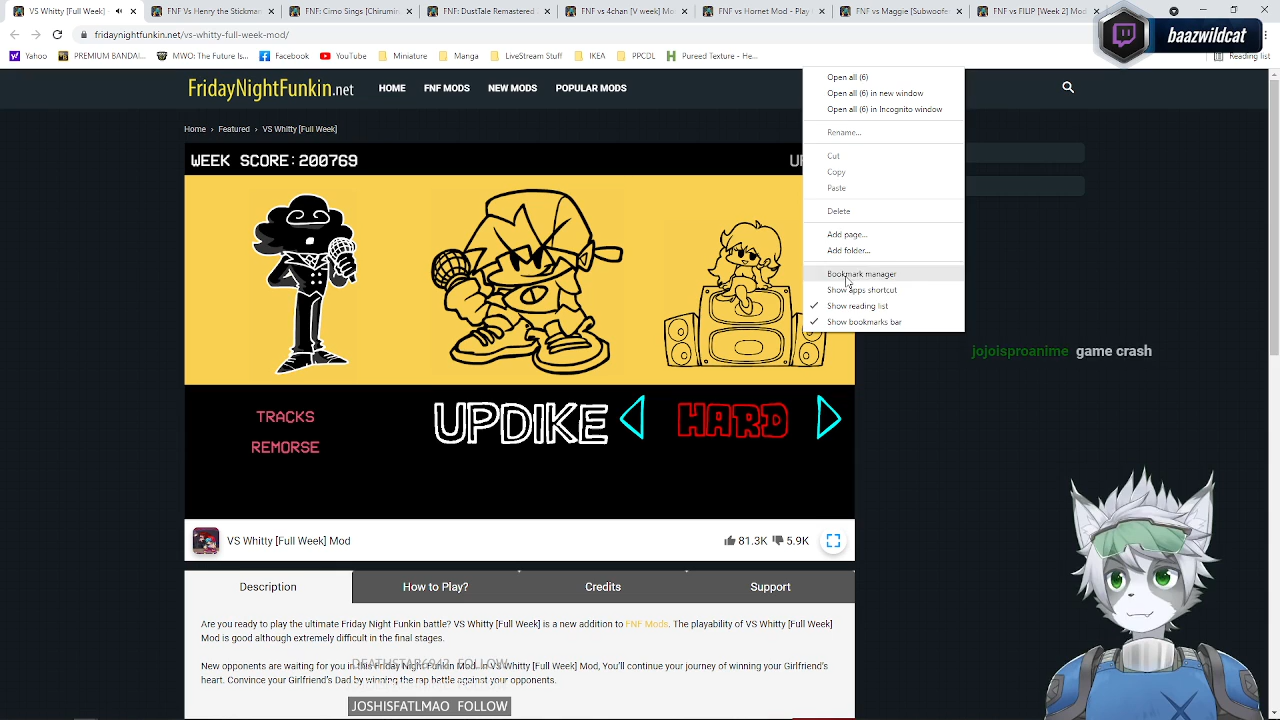 VS Whitty [Full Week]
FNF Vs Henry the Stickman
FNF: Cimo Sings [Chirumiru
FNF: Dusttale Remastered
FNF vs 4chan [V week] Mod
FNF vs Homer Mod - Play
FNF vs Maggie [Subwoofer
FNF vs FLIP [Week 2] Mod
fridaynightfunkin.net/vs-whitty-full-week-mod/
baazwildcat
Yahoo
PREMIUM BANDAI...
MWO: The Future Is...
Facebook
YouTube
Miniature
Manga
LiveStream Stuff
IKEA
PPCDL
Pureed Texture - He...
Reading list
FridayNightFunkin.net
HOME
FNF MODS
NEW MODS
POPULAR MODS
Home › Featured › VS Whitty [Full Week]
WEEK SCORE:200769
Open all (6)
Open all (6) in new window
Open all (6) in Incognito window
Rename...
Cut
Copy
Paste
Delete
Add page...
Add folder...
Bookmark manager
Show apps shortcut
Show reading list
Show bookmarks bar
jojoisproanime game crash
TRACKS
REMORSE
UPDIKE
HARD
VS Whitty [Full Week] Mod
81.3K
5.9K
Description
How to Play?
Credits
Support
Are you ready to play the ultimate Friday Night Funkin items? VS Whitty [Full Week] is a new addition to FNF Mods. The playability of VS Whitty [Full Week]
Mod is good although extremely difficult in the final stages.
DEATHSTAR6942 FOLLOW
New opponents are waiting for you in Friday Night Funkin Mod. In VS Whitty [Full Week] Mod, You'll continue your journey of winning your Girlfriend's
heart. Convince your Girlfriend's Dad by winning the rap battle against your opponents.
JOSHISFATLMAO FOLLOW